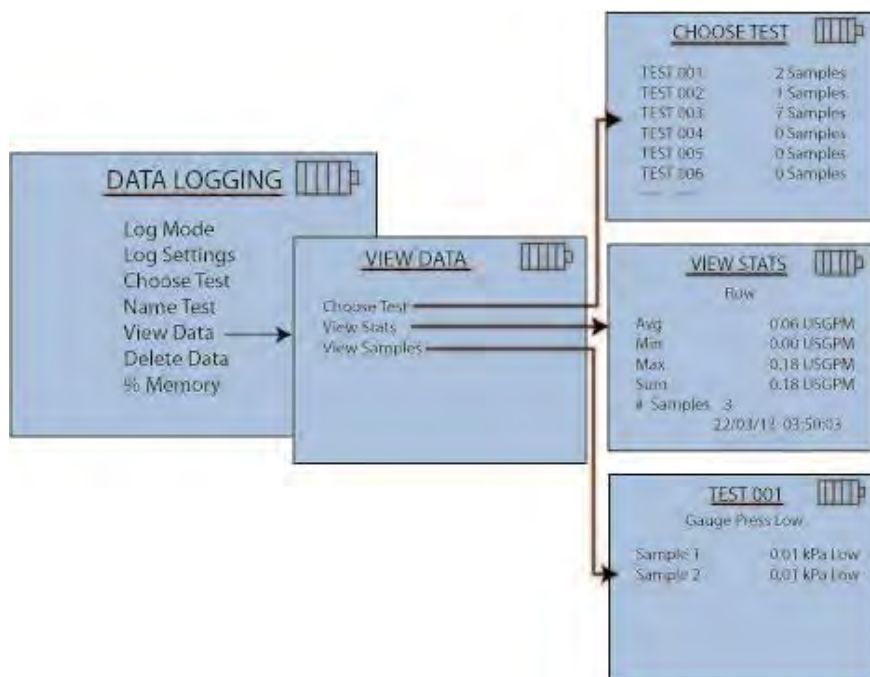 DATA LOGGING
Log Mode
Log Settings
Choose Test
Name Test
View Data
Delete Data
% Memory
VIEW DATA
Choose Test
View Stats
View Samples
CHOOSE TEST
TEST 001 2 Samples
TEST 002 1 Samples
TEST 003 7 Samples
TEST 004 0 Samples
TEST 005 0 Samples
TEST 006 0 Samples
VIEW STATS
Avg 0.06 USGPM
Min 0.00 USGPM
Max 0.18 USGPM
Sum 0.18 USGPM
# Samples 3
03:50:03
TEST 001
Gauge Press Low
Sample 1 0.01 kPa Low
Sample 2 0.01 kPa Low